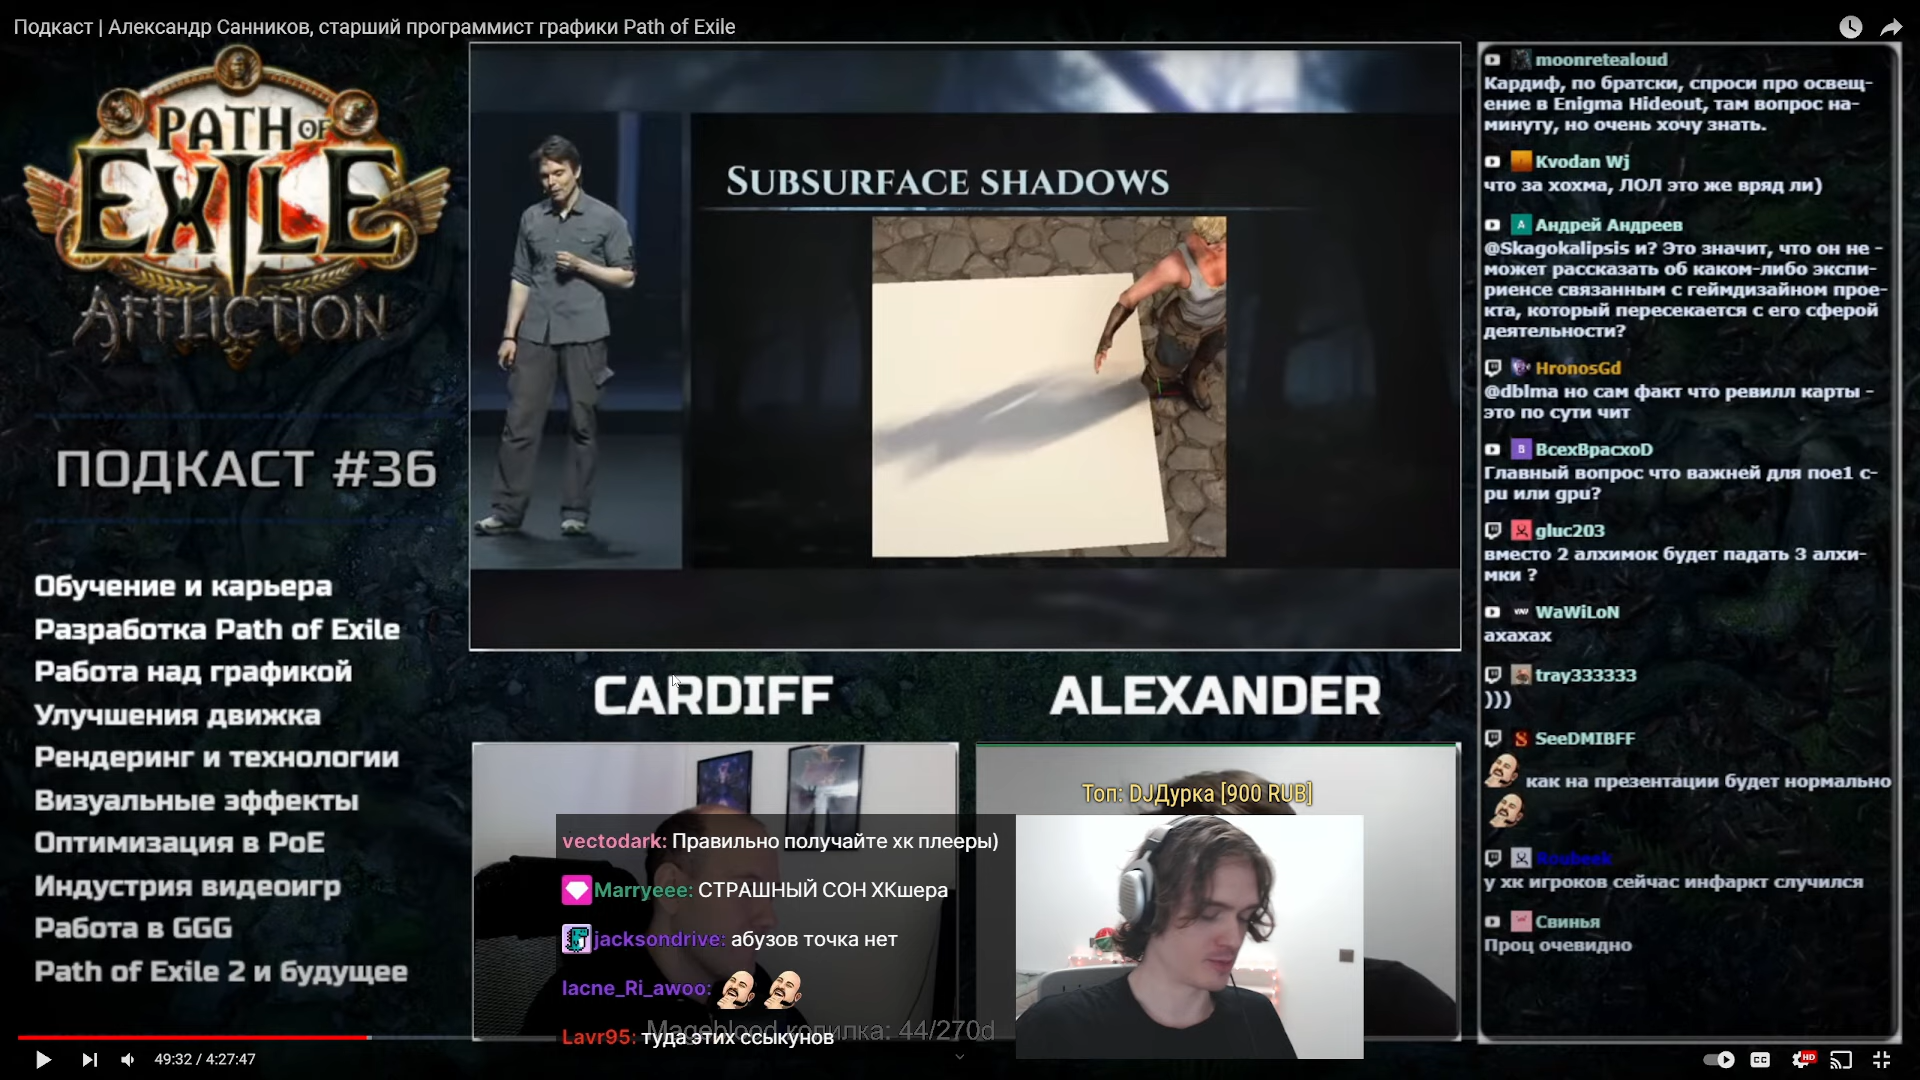 Подкаст | Александр Санников, старший программист графики Path of Exile
PATH OF
EXILE
AFFLICTION
ПОДКАСТ #36
Обучение и карьера
Разработка Path of Exile
Работа над графикой
Улучшения движка
Рендеринг и технологии
Визуальные эффекты
Оптимизация в PoE
Индустрия видеоигр
Работа в GGG
Path of Exile 2 и будущее
SUBSURFACE SHADOWS
CARDIFF
ALEXANDER
Топ: DJДурка [900 RUB]
vectodark: Правильно получайте хк плееры)
Marryeee: СТРАШНЫЙ СОН ХКшера
jacksondrive: абузов точка нет
lacne_Ri_awoo:
Mageblood копилка: 44/270d
Lavr95: туда этих ссыкунов
moonretealoud
Кардиф, по братски, спроси про освещ-
ение в Enigma Hideout, там вопрос на-
минуту, но очень хочу знать.
Kvodan Wj
что за хохма, ЛОЛ это же вряд ли)
А Андрей Андреев
@Skagokalipsis и? Это значит, что он не -
может рассказать об каком-либо экспи-
риенсе связанным с геймдизайном прое-
кта, который пересекается с его сферой
деятельности?
HronosGd
@dblma но сам факт что ревилл карты -
это по сути чит
В ВсехВрасхоD
Главный вопрос что важней для пое1 c-
pu или gpu?
gluc203
вместо 2 алхимок будет падать 3 алхи-
мки ?
WaWiLoN
ахахах
tray333333
)))
SeeDMIBFF
как на презентации будет нормально
Roubeek
у хк игроков сейчас инфаркт случился
Свинья
Проц очевидно
49:32 / 4:27:47
CC
HD